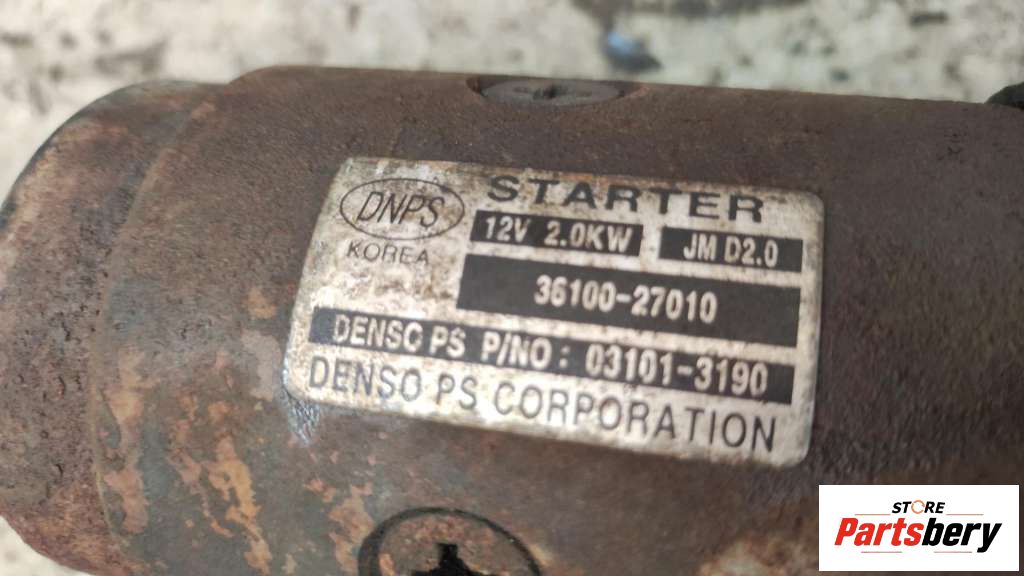 DNPS
KOREA
STARTER
12V 2.0KW JM D2.0
36100-27010
DENSO PS P/NO: 03101-3190
DENSO PS CORPORATION
STORE
Partsbery